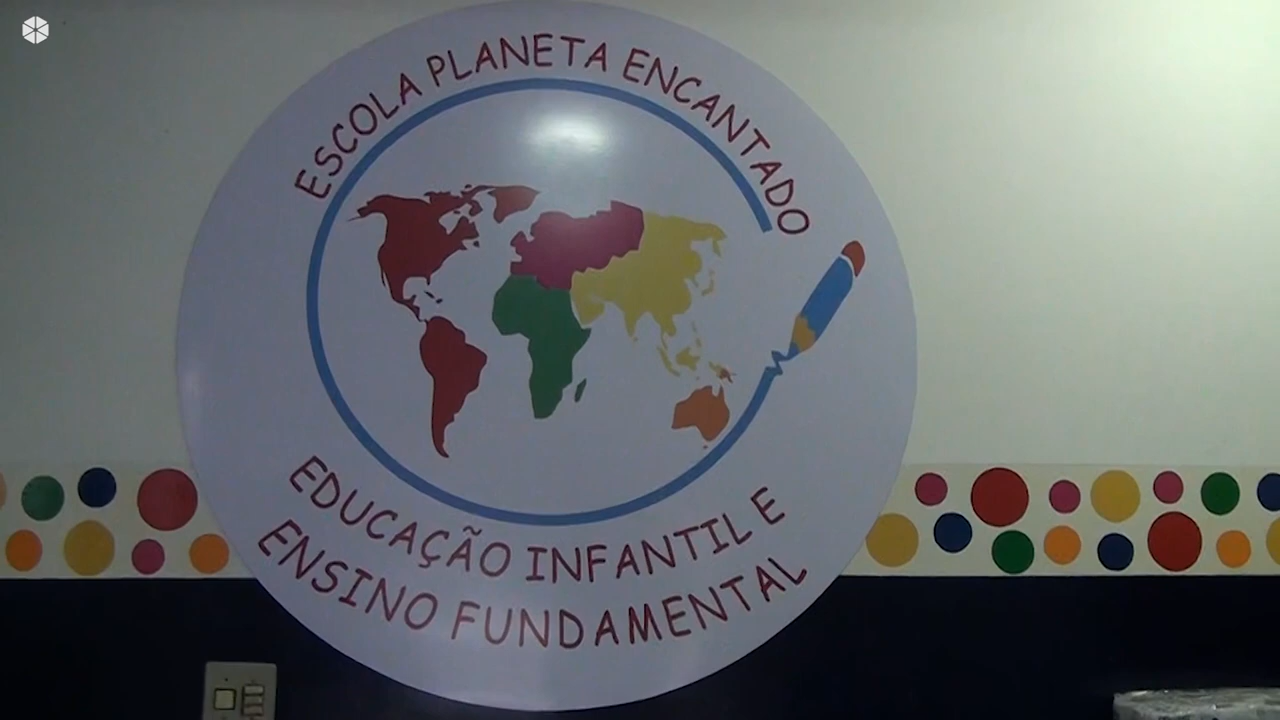 ESCOLA PLANETA ENCANTADO
EDUCAÇÃO INFANTIL E
ENSINO FUNDAMENTAL